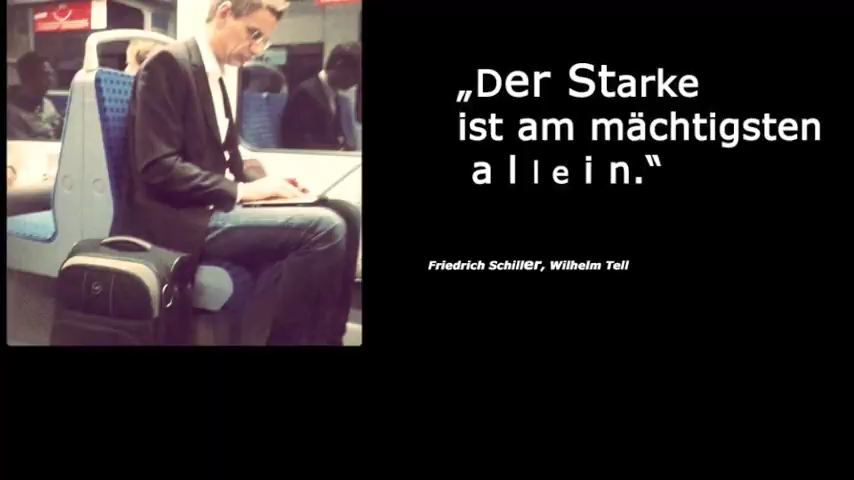 „Der Starke
ist am mächtigsten
allein.“
Friedrich Schiller, Wilhelm Tell